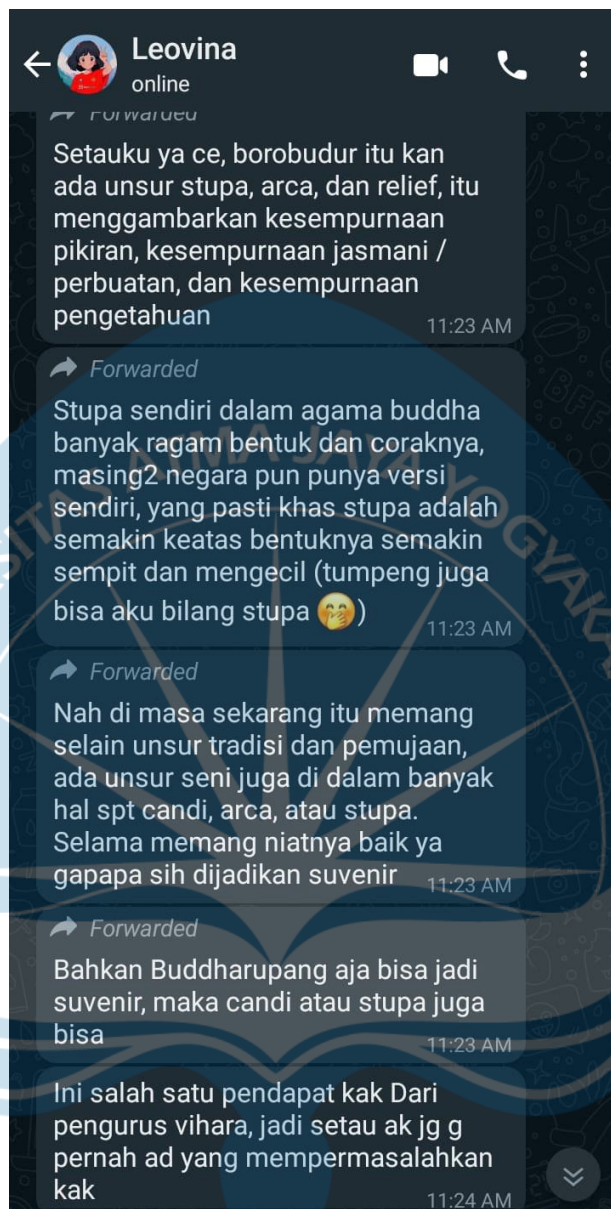 Leovina
online
Forwarded
Setauku ya ce, borobudur itu kan
ada unsur stupa, arca, dan relief, itu
menggambarkan kesempurnaan
pikiran, kesempurnaan jasmani /
perbuatan, dan kesempurnaan
pengetahuan
11:23 AM
Forwarded
Stupa sendiri dalam agama buddha
banyak ragam bentuk dan coraknya,
masing2 negara pun punya versi
sendiri, yang pasti khas stupa adalah
semakin keatas bentuknya semakin
sempit dan mengecil (tumpeng juga
bisa aku bilang stupa 🤭)
11:23 AM
Forwarded
Nah di masa sekarang itu memang
selain unsur tradisi dan pemujaan,
ada unsur seni juga di dalam banyak
hal spt candi, arca, atau stupa.
Selama memang niatnya baik ya
gapapa sih dijadikan suvenir
11:23 AM
Forwarded
Bahkan Buddharupang aja bisa jadi
suvenir, maka candi atau stupa juga
bisa
11:23 AM
Ini salah satu pendapat kak Dari
pengurus vihara, jadi setau ak jg g
pernah ad yang mempermasalahkan
kak
11:24 AM